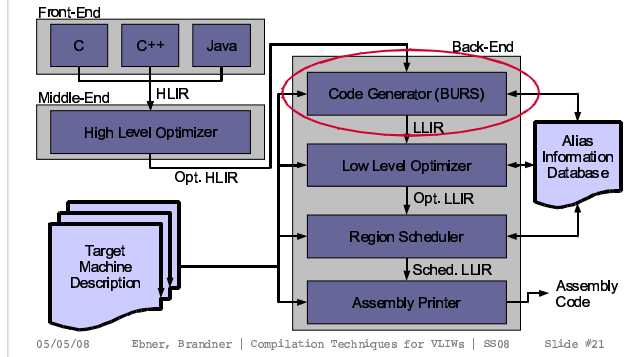 Front-End
C
C++
Java
HLIR
Middle-End
High Level Optimizer
Opt. HLIR
Back-End
Code Generator (BURS)
LLIR
Low Level Optimizer
Opt. LLIR
Region Scheduler
Sched. LLIR
Assembly Printer
Alias
Information
Database
Target
Machine
Description
Assembly
Code
05/05/08 Ebner, Brandner | Compilation Techniques for VLIWs | SS08 Slide #21